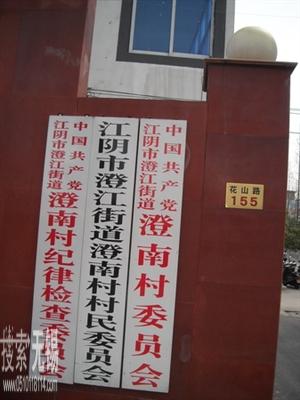 中国共产党
江阴市澄江街道
澄南村委员会
江阴市澄江街道澄南村村民委员会
中国共产党
江阴市澄江街道
澄南村纪律检查委员会
花山路
155
搜索无锡
www.0510118114.com